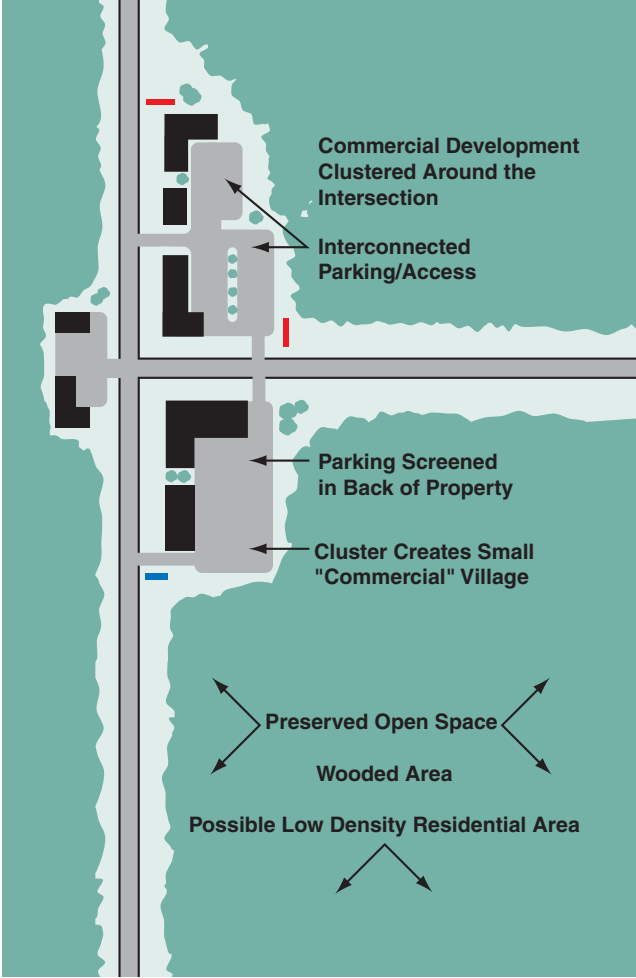 Commercial Development
Clustered Around the
Intersection
Interconnected
Parking/Access
Parking Screened
in Back of Property
Cluster Creates Small
"Commercial" Village
Preserved Open Space
Wooded Area
Possible Low Density Residential Area